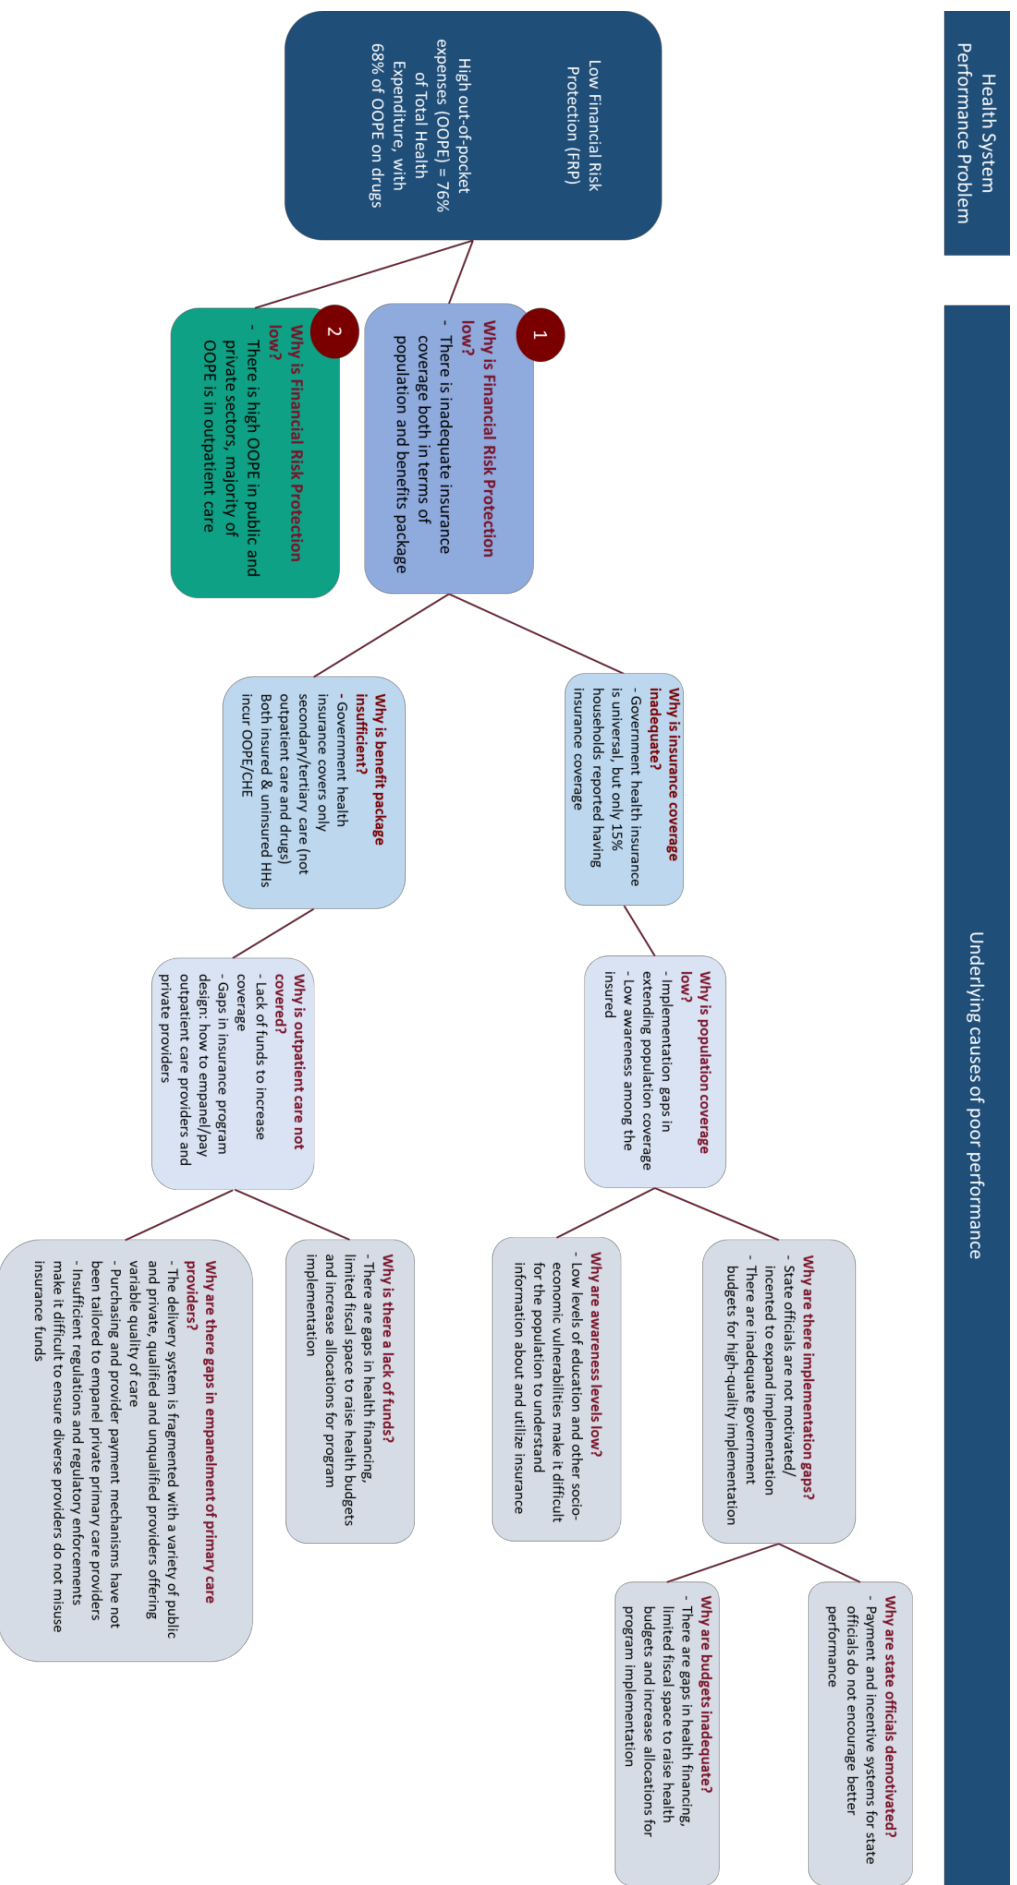 Health System
Performance Problem
Underlying causes of poor performance
Low Financial Risk
Protection (FRP)
High out-of-pocket
expenses (OOPE) = 76%
of Total Health
Expenditure, with
68% of OOPE on drugs
1
Why is Financial Risk Protection
low?
- There is inadequate insurance
coverage both in terms of
population and benefits package
2
Why is Financial Risk Protection
low?
- There is high OOPE in public and
private sectors, majority of
OOPE is in outpatient care
Why is insurance coverage
inadequate?
- Government health insurance
is universal, but only 15%
households reported having
insurance coverage
Why is benefit package
insufficient?
- Government health
insurance covers only
secondary/tertiary care (not
outpatient care and drugs)
Both insured & uninsured HHs
incur OOPE/CHE
Why is population coverage
low?
- Implementation gaps in
extending population coverage
- Low awareness among the
insured
Why is outpatient care not
covered?
- Lack of funds to increase
coverage
- Gaps in insurance program
design: how to empanel/pay
outpatient care providers and
private providers
Why are there implementation gaps?
- State officials are not motivated/
incented to expand implementation
- There are inadequate government
budgets for high-quality implementation
Why are awareness levels low?
- Low levels of education and other socio-
economic vulnerabilities make it difficult
for the population to understand
information about and utilize insurance
Why is there a lack of funds?
- There are gaps in health financing,
limited fiscal space to raise health budgets
and increase allocations for program
implementation
Why are there gaps in empanelment of primary care
providers?
- The delivery system is fragmented with a variety of public
and private, qualified and unqualified providers offering
variable quality of care
- Purchasing and provider payment mechanisms have not
been tailored to empanel private primary care providers
- Insufficient regulations and regulatory enforcements
make it difficult to ensure diverse providers do not misuse
insurance funds
Why are state officials demotivated?
- Payment and incentive systems for state
officials do not encourage better
performance
Why are budgets inadequate?
- There are gaps in health financing,
limited fiscal space to raise health
budgets and increase allocations for
program implementation